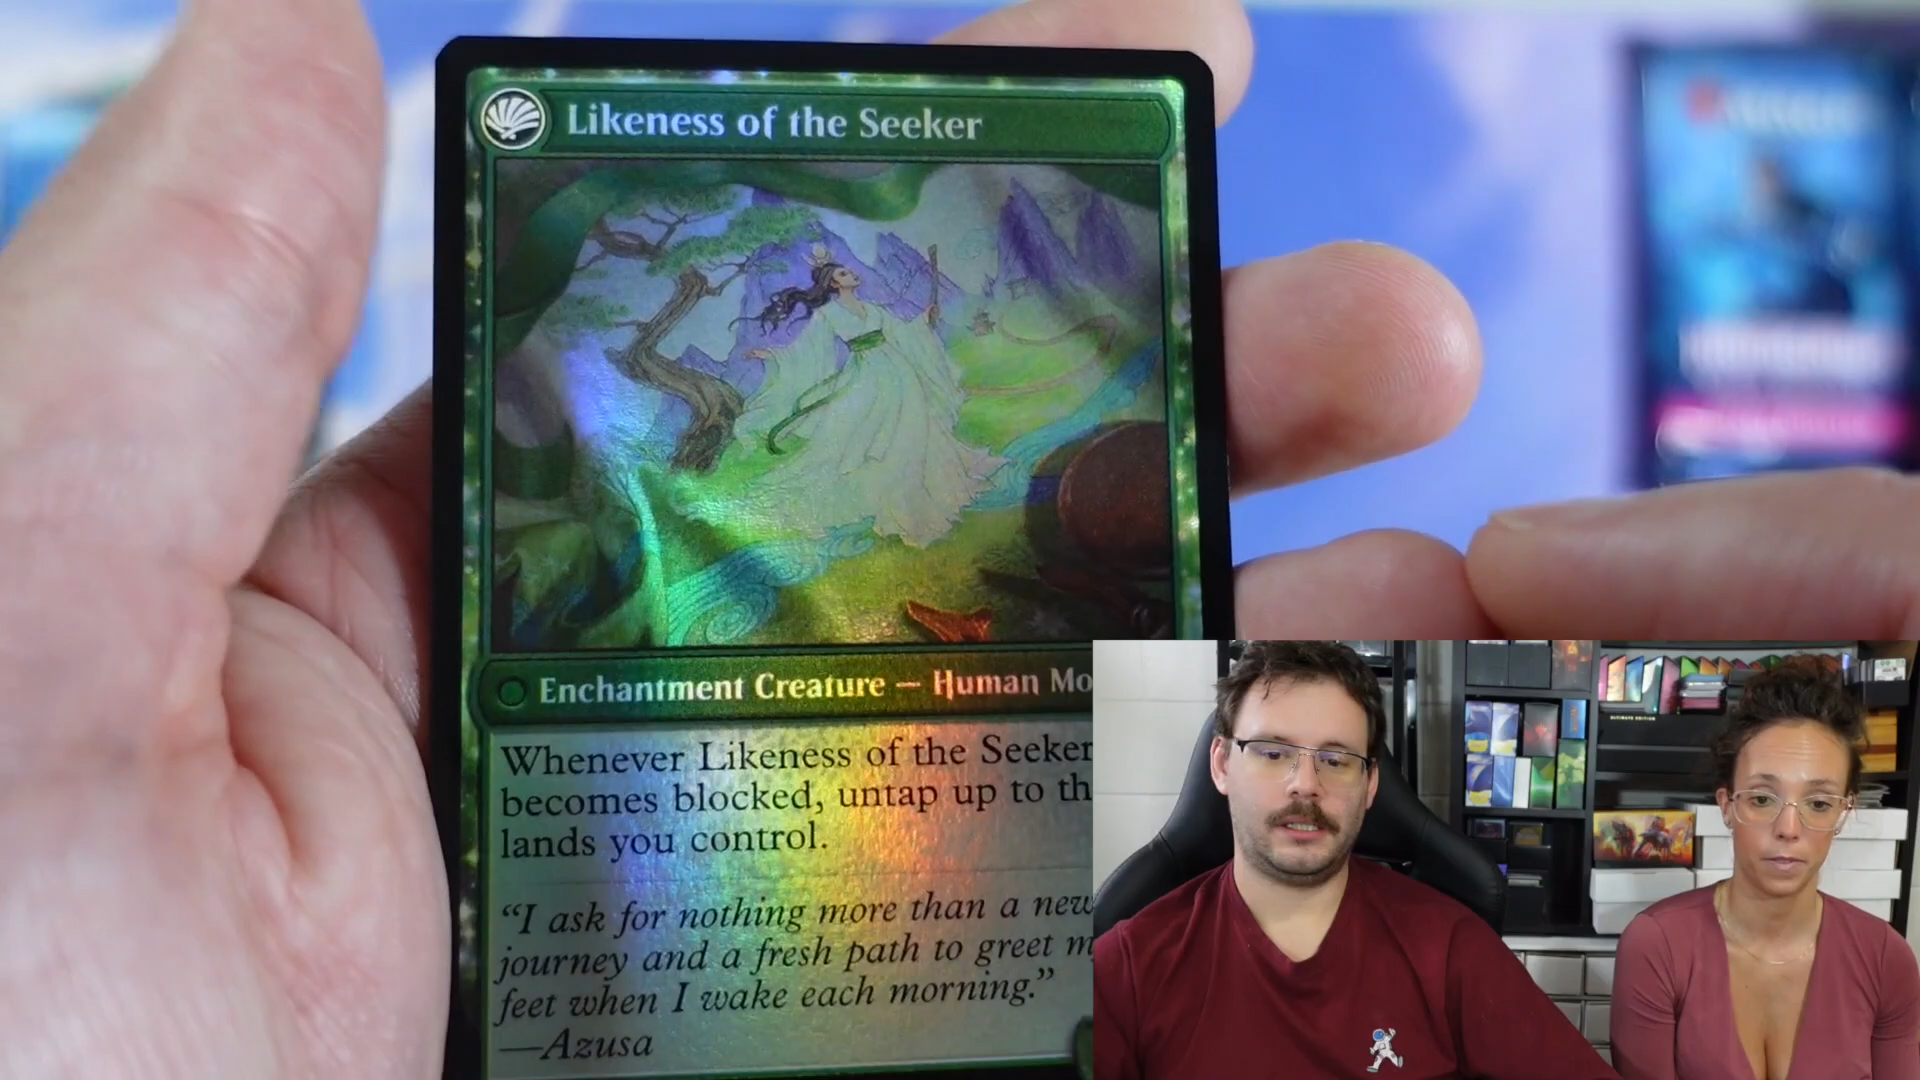 Likeness of the Seeker
Enchantment Creature — Human Mo
Whenever Likeness of the Seeker
becomes blocked, untap up to th
lands you control.
“I ask for nothing more than a new
journey and a fresh path to greet m
feet when I wake each morning.”
—Azusa
ULTIMATE EDITION